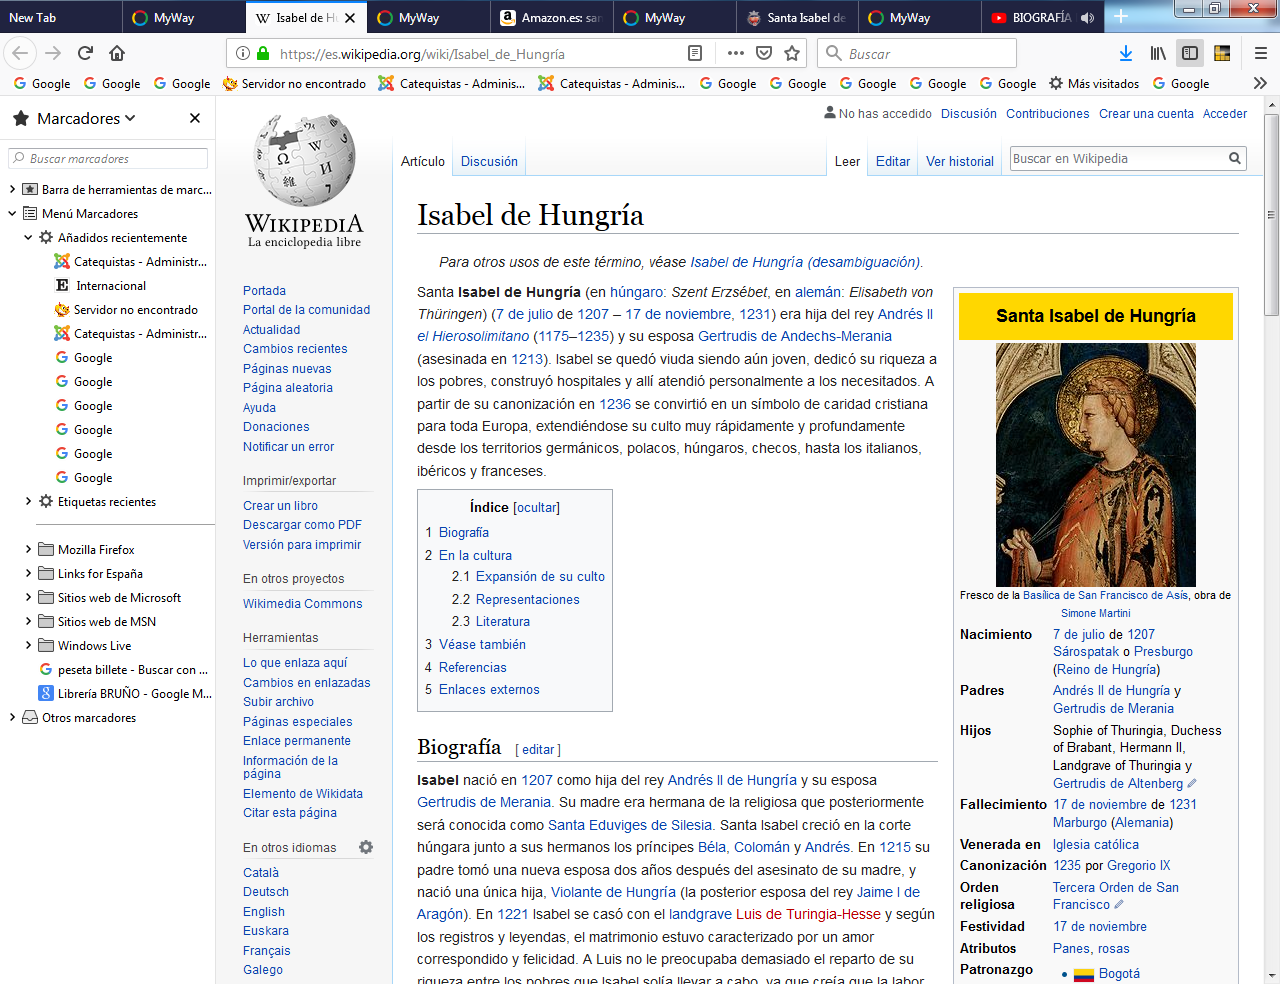 New Tab
MyWay
Isabel de Hu
MyWay
Amazon.es: san
MyWay
Santa Isabel de
MyWay
BIOGRAFÍA
https://es.wikipedia.org/wiki/Isabel_de_Hungría
Buscar
Google
Google
Google
Servidor no encontrado
Catequistas - Adminis...
Catequistas - Adminis...
Google
Google
Google
Google
Google
Más visitados
Google
Marcadores
Buscar marcadores
Barra de herramientas de marc...
Menú Marcadores
Añadidos recientemente
Catequistas - Administr...
E Internacional
Servidor no encontrado
Catequistas - Administr...
Google
Google
Google
Google
Google
Google
Etiquetas recientes
Mozilla Firefox
Links for España
Sitios web de Microsoft
Sitios web de MSN
Windows Live
peseta billete - Buscar con ...
Librería BRUÑO - Google M...
Otros marcadores
WIKIPEDIA
La enciclopedia libre
Portada
Portal de la comunidad
Actualidad
Cambios recientes
Páginas nuevas
Página aleatoria
Ayuda
Donaciones
Notificar un error
Imprimir/exportar
Crear un libro
Descargar como PDF
Versión para imprimir
En otros proyectos
Wikimedia Commons
Herramientas
Lo que enlaza aquí
Cambios en enlazadas
Subir archivo
Páginas especiales
Enlace permanente
Información de la
página
Elemento de Wikidata
Citar esta página
En otros idiomas
Català
Deutsch
English
Euskara
Français
Galego
No has accedido Discusión Contribuciones Crear una cuenta Acceder
Artículo Discusión Leer Editar Ver historial Buscar en Wikipedia
Isabel de Hungría
Para otros usos de este término, véase Isabel de Hungría (desambiguación).
Santa Isabel de Hungría (en húngaro: Szent Erzsébet, en alemán: Elisabeth von
Thüringen) (7 de julio de 1207 – 17 de noviembre, 1231) era hija del rey Andrés II
el Hierosolimitano (1175–1235) y su esposa Gertrudis de Andechs-Merania
(asesinada en 1213). Isabel se quedó viuda siendo aún joven, dedicó su riqueza a
los pobres, construyó hospitales y allí atendió personalmente a los necesitados. A
partir de su canonización en 1236 se convirtió en un símbolo de caridad cristiana
para toda Europa, extendiéndose su culto muy rápidamente y profundamente
desde los territorios germánicos, polacos, húngaros, checos, hasta los italianos,
ibéricos y franceses.
Índice [ocultar]
1 Biografía
2 En la cultura
2.1 Expansión de su culto
2.2 Representaciones
2.3 Literatura
3 Véase también
4 Referencias
5 Enlaces externos
Biografía [ editar ]
Isabel nació en 1207 como hija del rey Andrés II de Hungría y su esposa
Gertrudis de Merania. Su madre era hermana de la religiosa que posteriormente
será conocida como Santa Eduviges de Silesia. Santa Isabel creció en la corte
húngara junto a sus hermanos los príncipes Béla, Colomán y Andrés. En 1215 su
padre tomó una nueva esposa dos años después del asesinato de su madre, y
nació una única hija, Violante de Hungría (la posterior esposa del rey Jaime I de
Aragón). En 1221 Isabel se casó con el landgrave Luis de Turingia-Hesse y según
los registros y leyendas, el matrimonio estuvo caracterizado por un amor
correspondido y felicidad. A Luis no le preocupaba demasiado el reparto de su
riqueza entre los pobres que Isabel solía llevar a cabo, ya que creía que la labor
Santa Isabel de Hungría
Fresco de la Basílica de San Francisco de Asís, obra de
Simone Martini
Nacimiento 7 de julio de 1207
Sárospatak o Presburgo
(Reino de Hungría)
Padres Andrés II de Hungría y
Gertrudis de Merania
Hijos Sophie of Thuringia, Duchess
of Brabant, Hermann II,
Landgrave of Thuringia y
Gertrudis de Altenberg
Fallecimiento 17 de noviembre de 1231
Marburgo (Alemania)
Venerada en Iglesia católica
Canonización 1235 por Gregorio IX
Orden Tercera Orden de San
religiosa Francisco
Festividad 17 de noviembre
Atributos Panes, rosas
Patronazgo • Bogotá